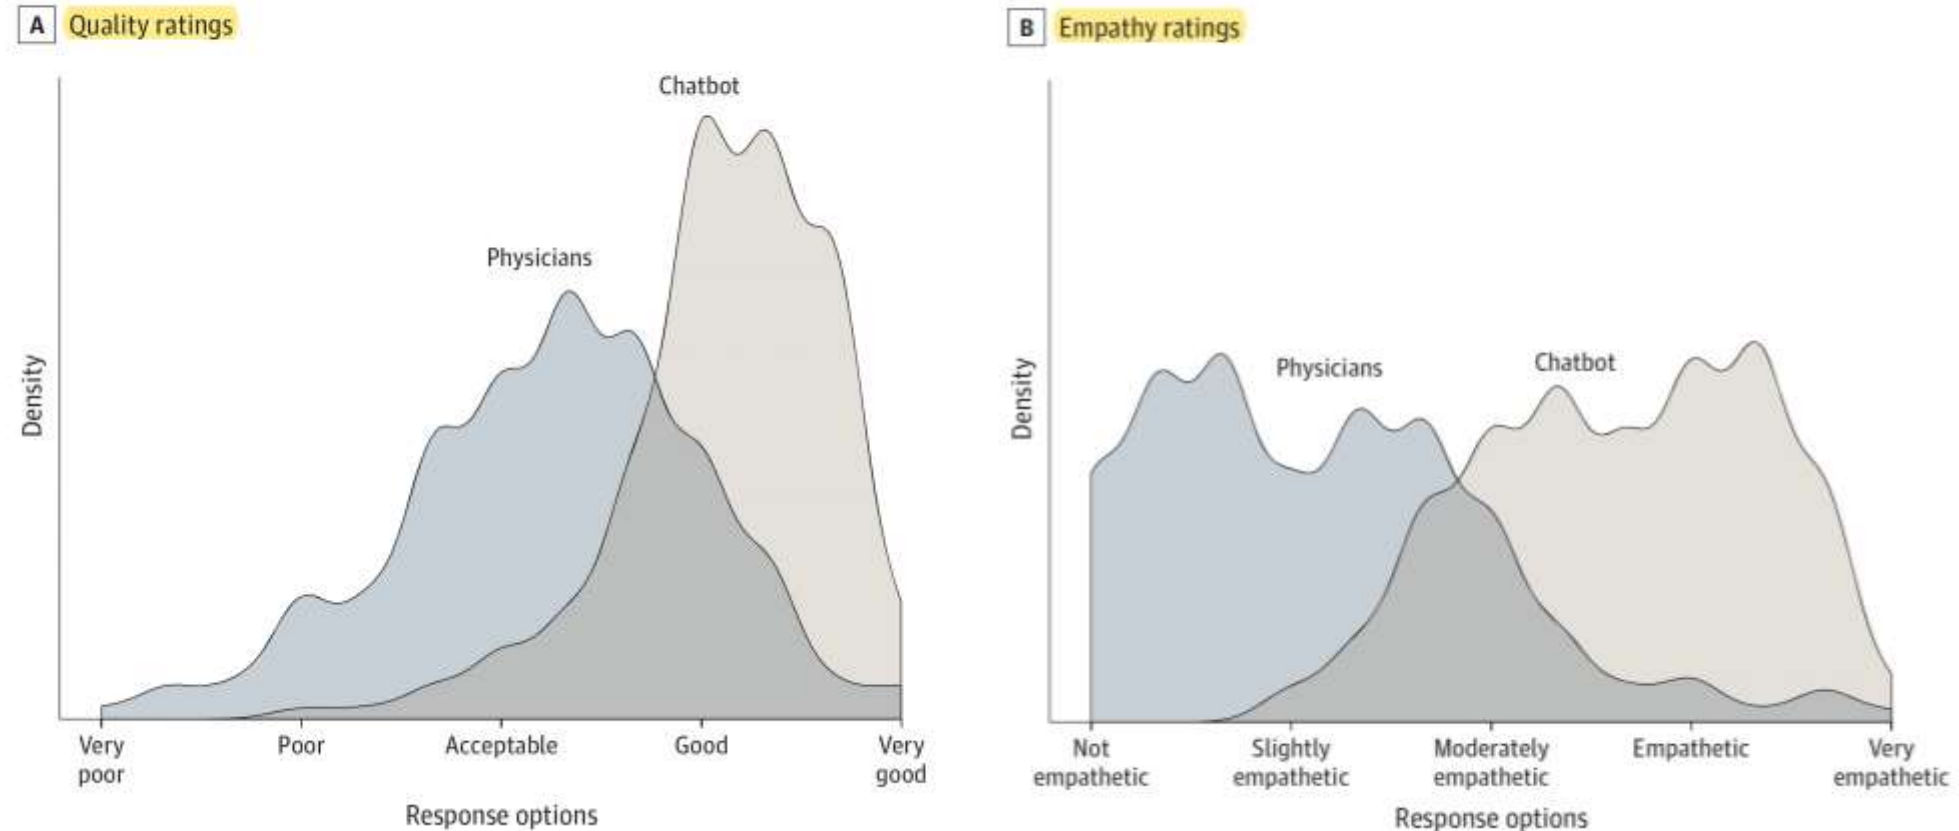 A Quality ratings
Chatbot
Physicians
Density
Very
poor
Poor
Acceptable
Good
Very
good
Response options
B Empathy ratings
Physicians
Chatbot
Density
Not
empathetic
Slightly
empathetic
Moderately
empathetic
Empathetic
Very
empathetic
Response options